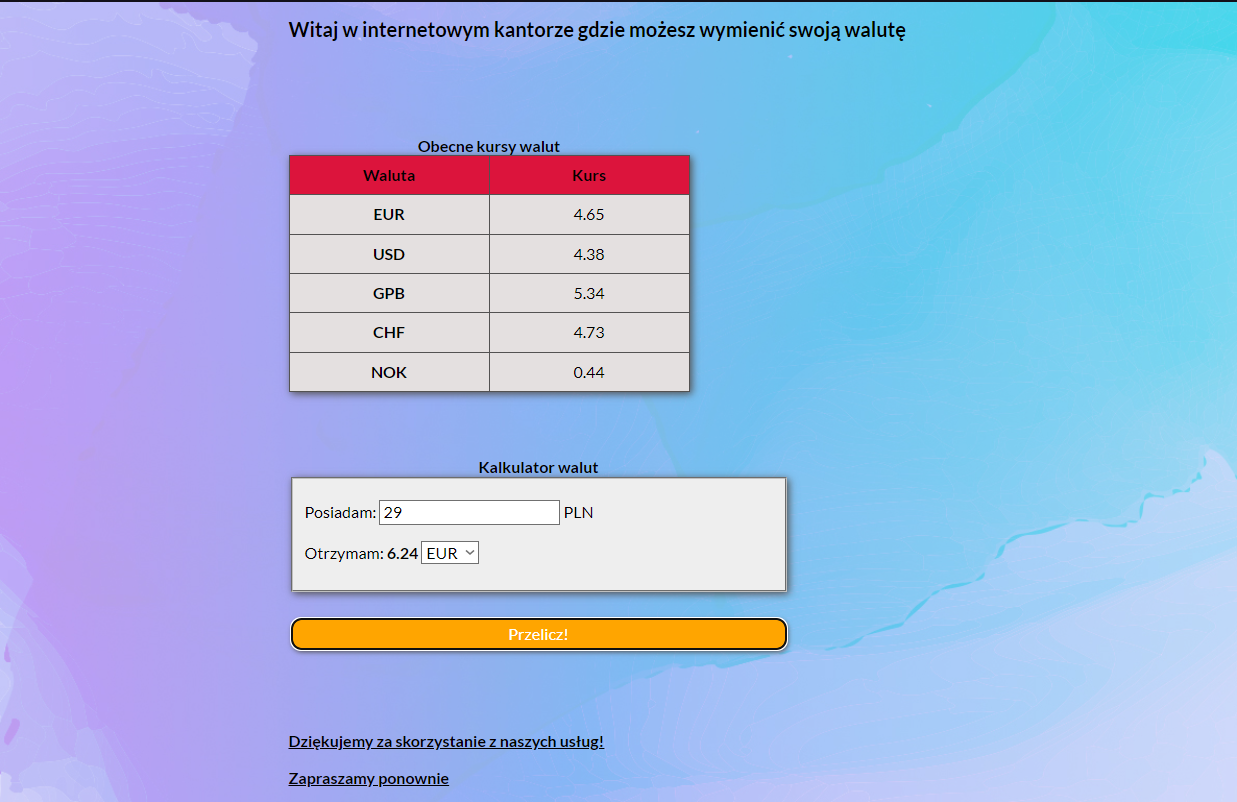 Witaj w internetowym kantorze gdzie możesz wymienić swoją walutę
Obecne kursy walut
Waluta Kurs
EUR 4.65
USD 4.38
GPB 5.34
CHF 4.73
NOK 0.44
Kalkulator walut
Posiadam: 29 PLN
Otrzymam: 6.24 EUR
Przelicz!
Dziękujemy za skorzystanie z naszych usług!
Zapraszamy ponownie